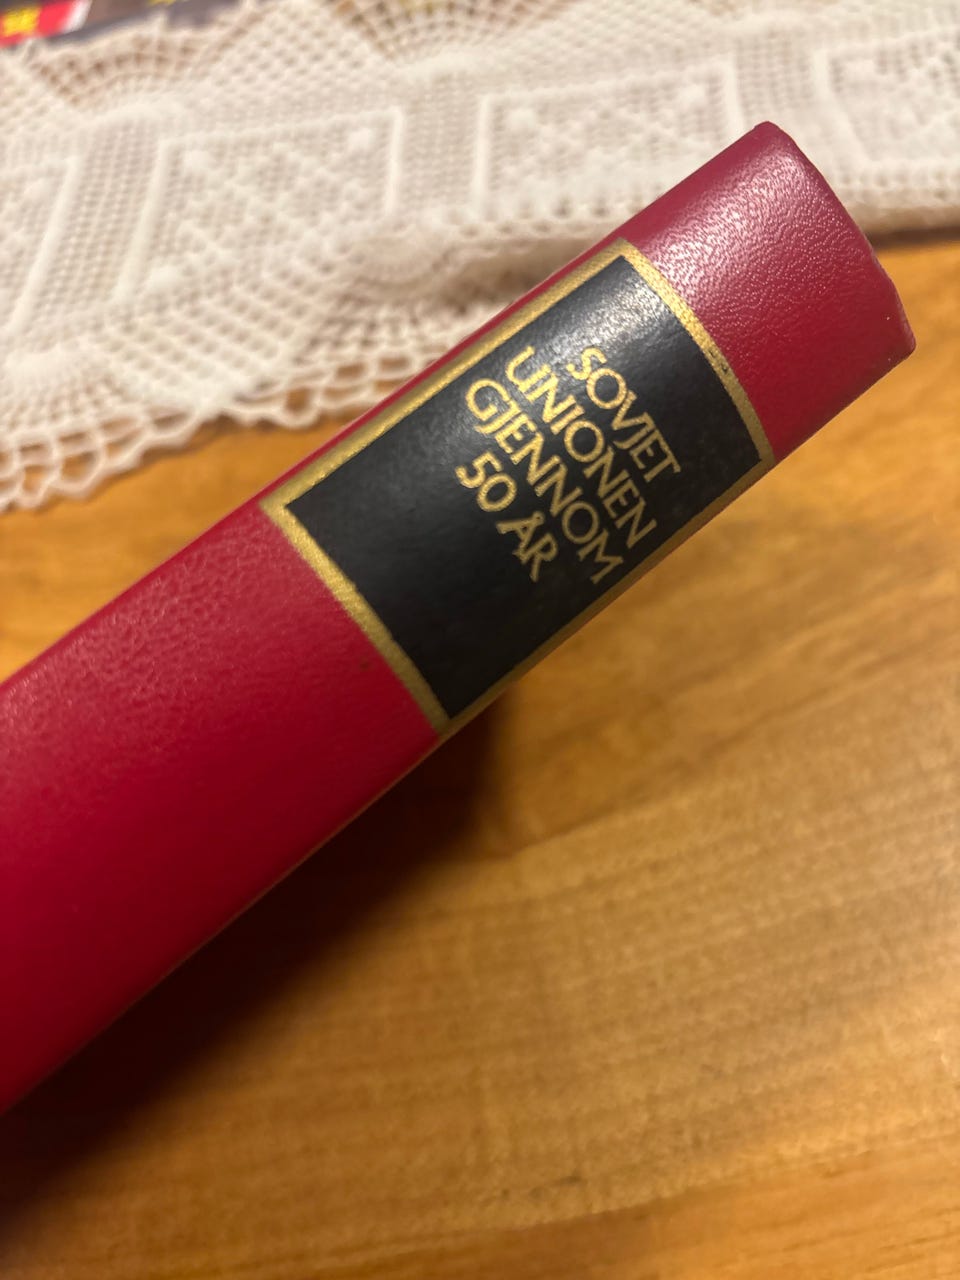 SOVJET
UNIONEN
GJENNOM
50 ÅR